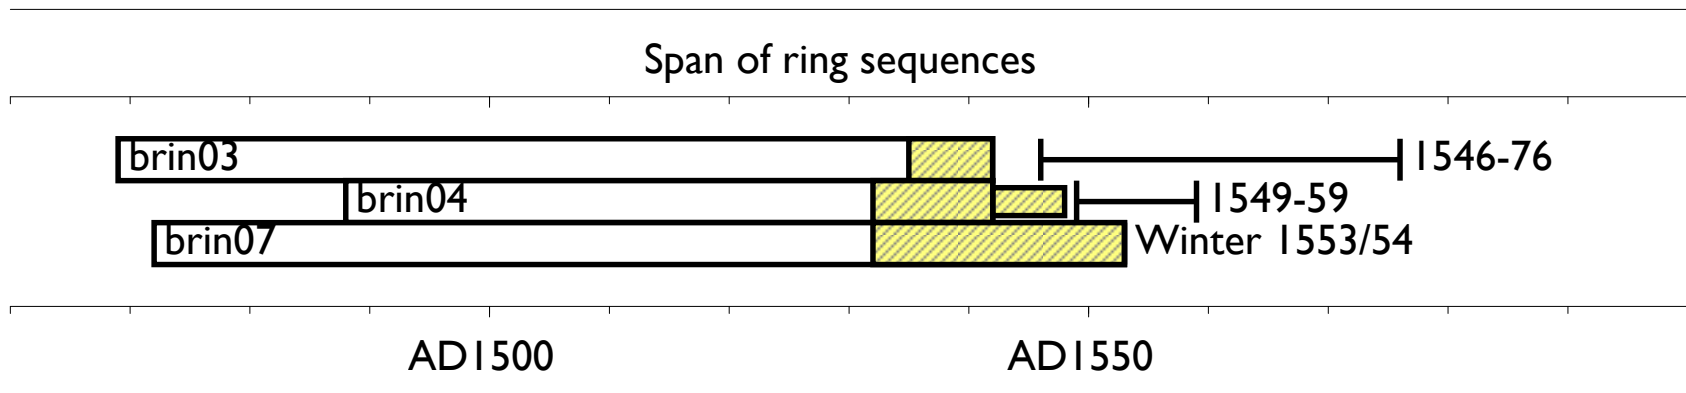 Span of ring sequences
brin03 1546-76
brin04 1549-59
brin07 Winter 1553/54
AD1500 AD1550